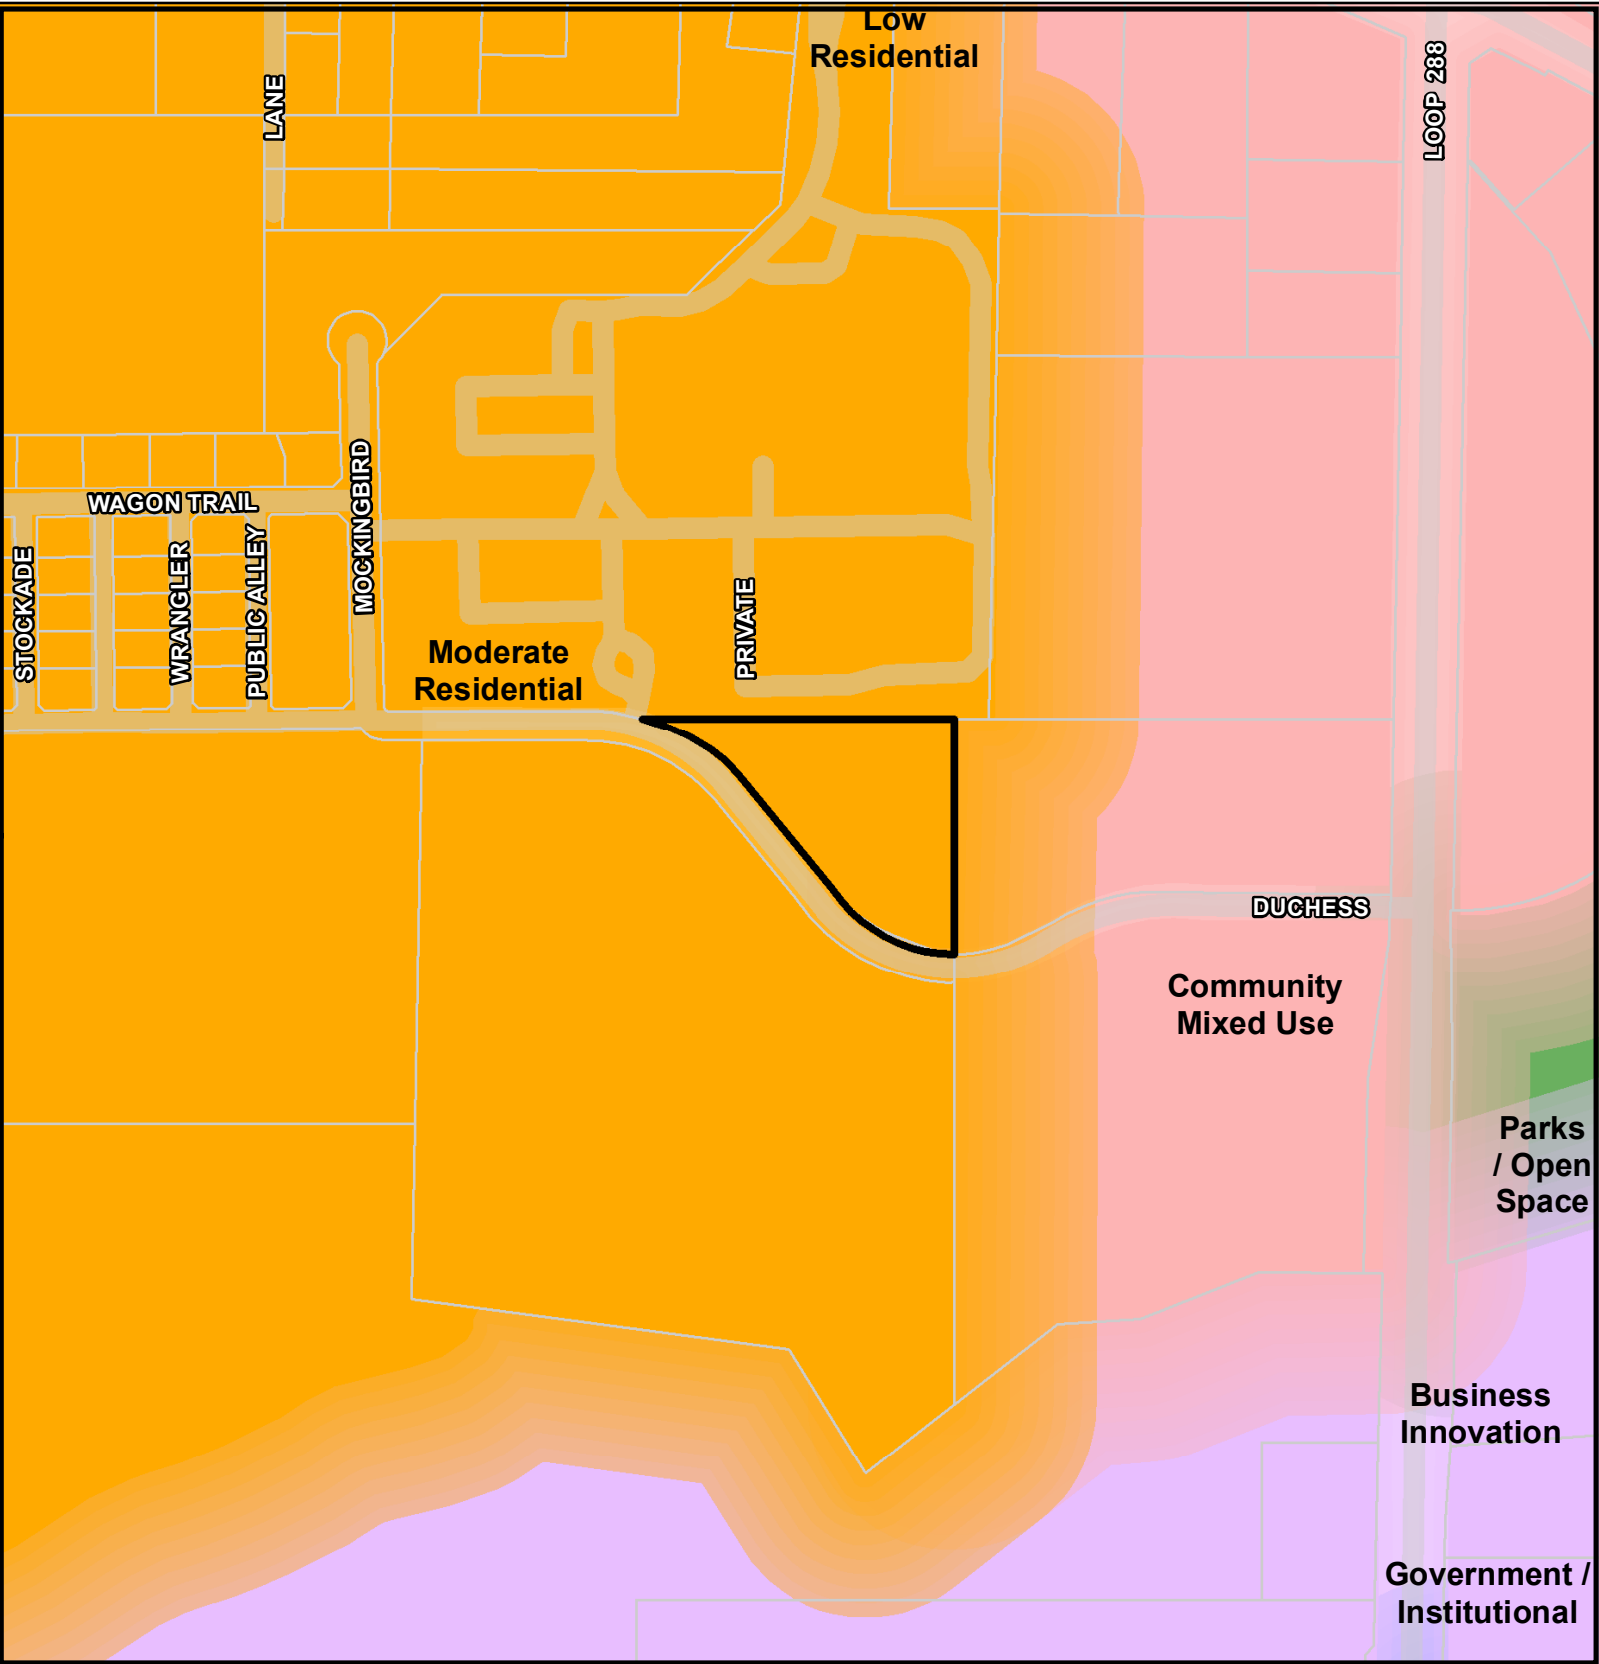 Low
Residential
LANE
LOOP 288
WAGON TRAIL
MOCKINGBIRD
STOCKADE
WRANGLER
PUBLIC ALLEY
PRIVATE
Moderate
Residential
DUCHESS
Community
Mixed Use
Parks
/ Open
Space
Business
Innovation
Government /
Institutional